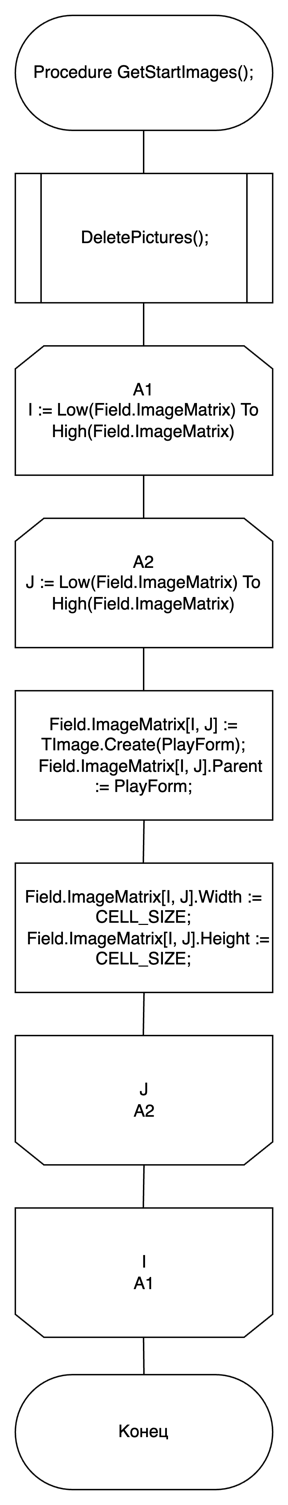 Procedure GetStartImages();
DeletePictures();
A1
I := Low(Field.ImageMatrix) To
High(Field.ImageMatrix)
A2
J := Low(Field.ImageMatrix) To
High(Field.ImageMatrix)
Field.ImageMatrix[I, J] :=
TImage.Create(PlayForm);
Field.ImageMatrix[I, J].Parent
:= PlayForm;
Field.ImageMatrix[I, J].Width :=
CELL_SIZE;
Field.ImageMatrix[I, J].Height :=
CELL_SIZE;
J
A2
I
A1
Конец